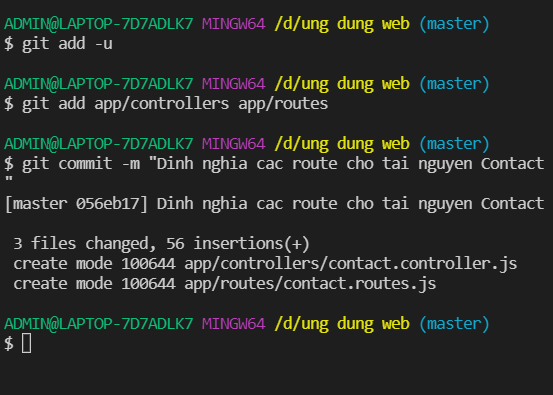 ADMIN@LAPTOP-7D7ADLK7 MINGW64 /d/ung dung web (master)
$ git add -u
ADMIN@LAPTOP-7D7ADLK7 MINGW64 /d/ung dung web (master)
$ git add app/controllers app/routes
ADMIN@LAPTOP-7D7ADLK7 MINGW64 /d/ung dung web (master)
$ git commit -m "Dinh nghia cac route cho tai nguyen Contact
"
[master 056eb17] Dinh nghia cac route cho tai nguyen Contact
3 files changed, 56 insertions(+)
create mode 100644 app/controllers/contact.controller.js
create mode 100644 app/routes/contact.routes.js
ADMIN@LAPTOP-7D7ADLK7 MINGW64 /d/ung dung web (master)
$